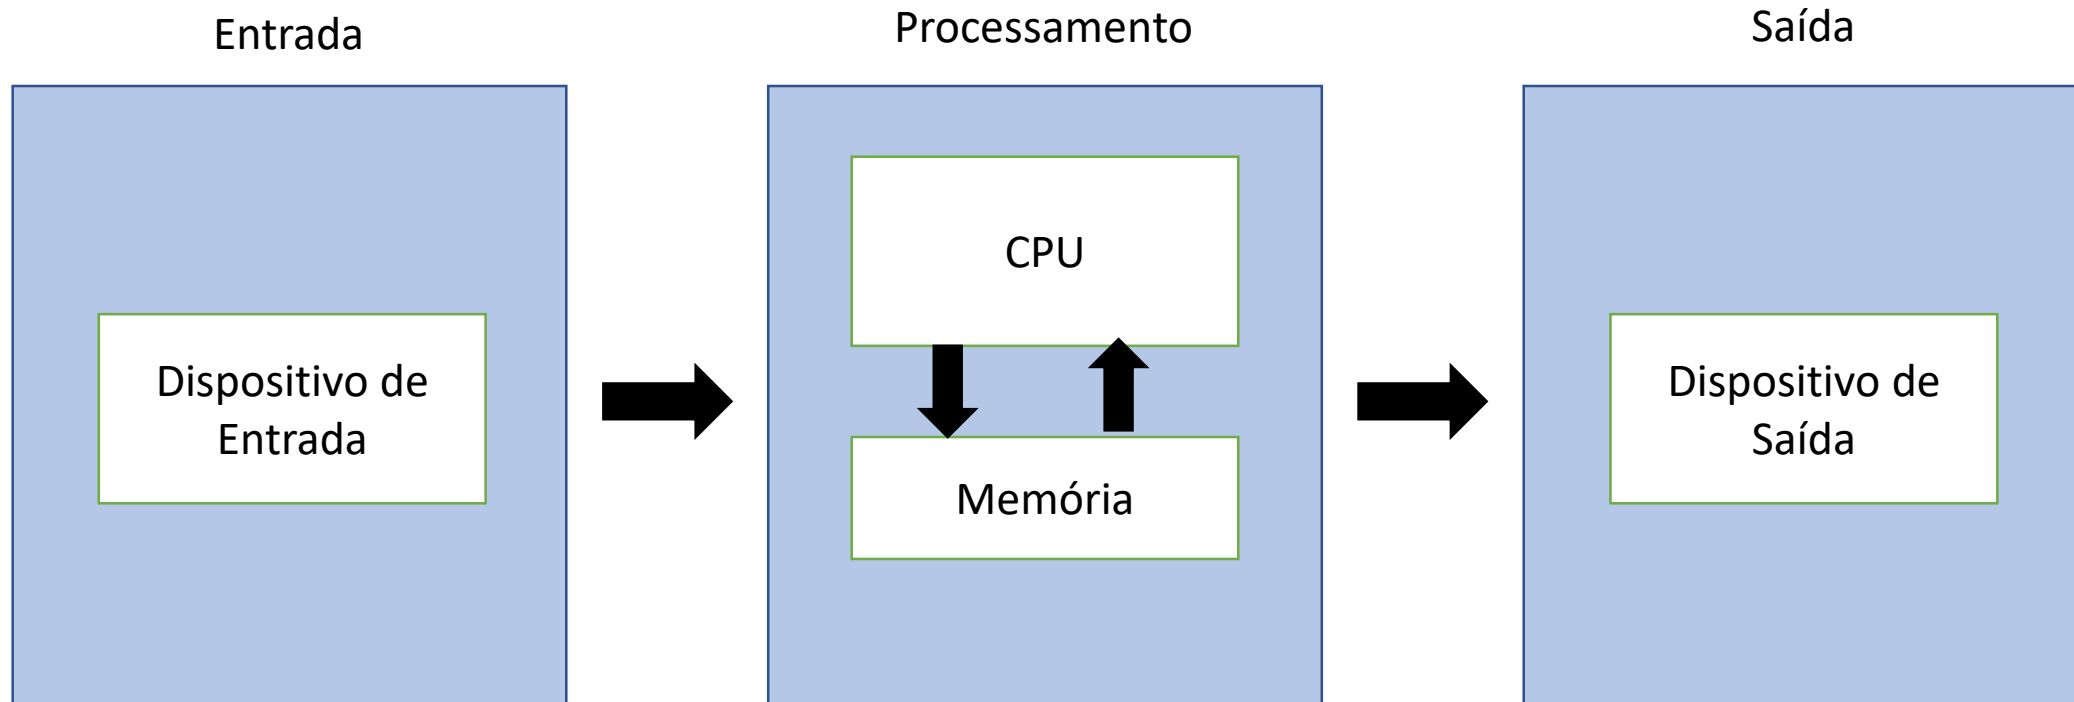 Entrada
Processamento
Saída
Dispositivo de
Entrada
CPU
Memória
Dispositivo de
Saída